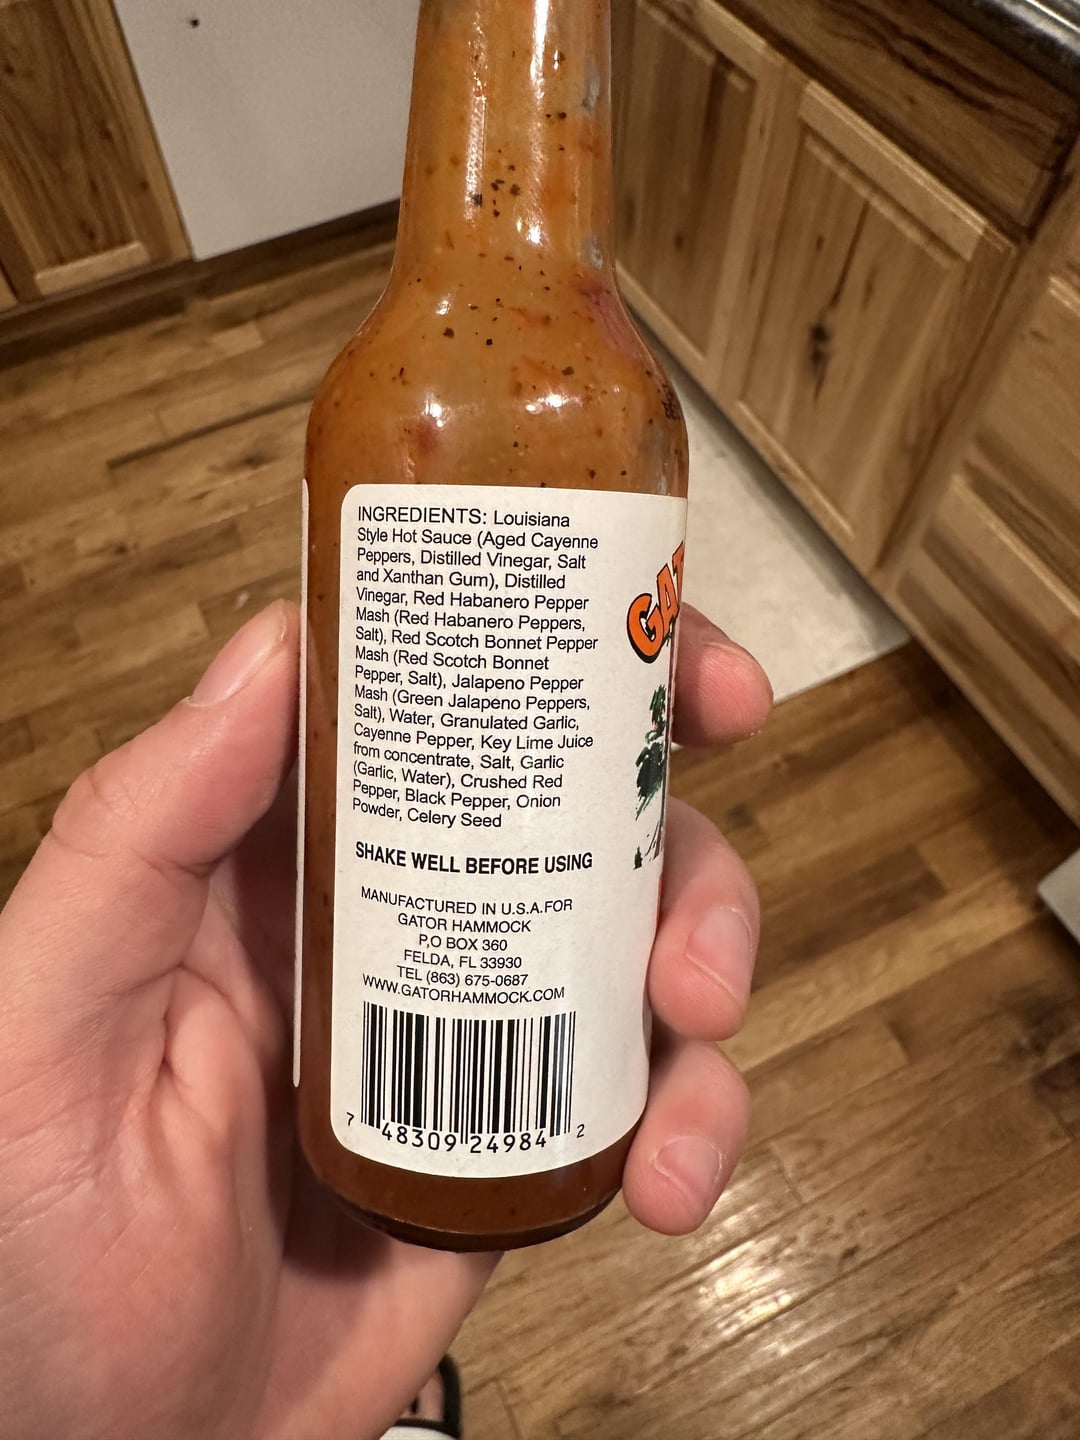 INGREDIENTS: Louisiana
Style Hot Sauce (Aged Cayenne
Peppers, Distilled Vinegar, Salt
and Xanthan Gum), Distilled
Vinegar, Red Habanero Pepper
Mash (Red Habanero Peppers,
Salt), Red Scotch Bonnet Pepper
Mash (Red Scotch Bonnet
Pepper, Salt), Jalapeno Pepper
Mash (Green Jalapeno Peppers,
Salt), Water, Granulated Garlic,
Cayenne Pepper, Key Lime Juice
from concentrate, Salt, Garlic
(Garlic, Water), Crushed Red
Pepper, Black Pepper, Onion
Powder, Celery Seed
SHAKE WELL BEFORE USING
MANUFACTURED IN U.S.A.FOR
GATOR HAMMOCK
P,O BOX 360
FELDA, FL 33930
TEL (863) 675-0687
WWW.GATORHAMMOCK.COM
7 48309 24984 2
GAT